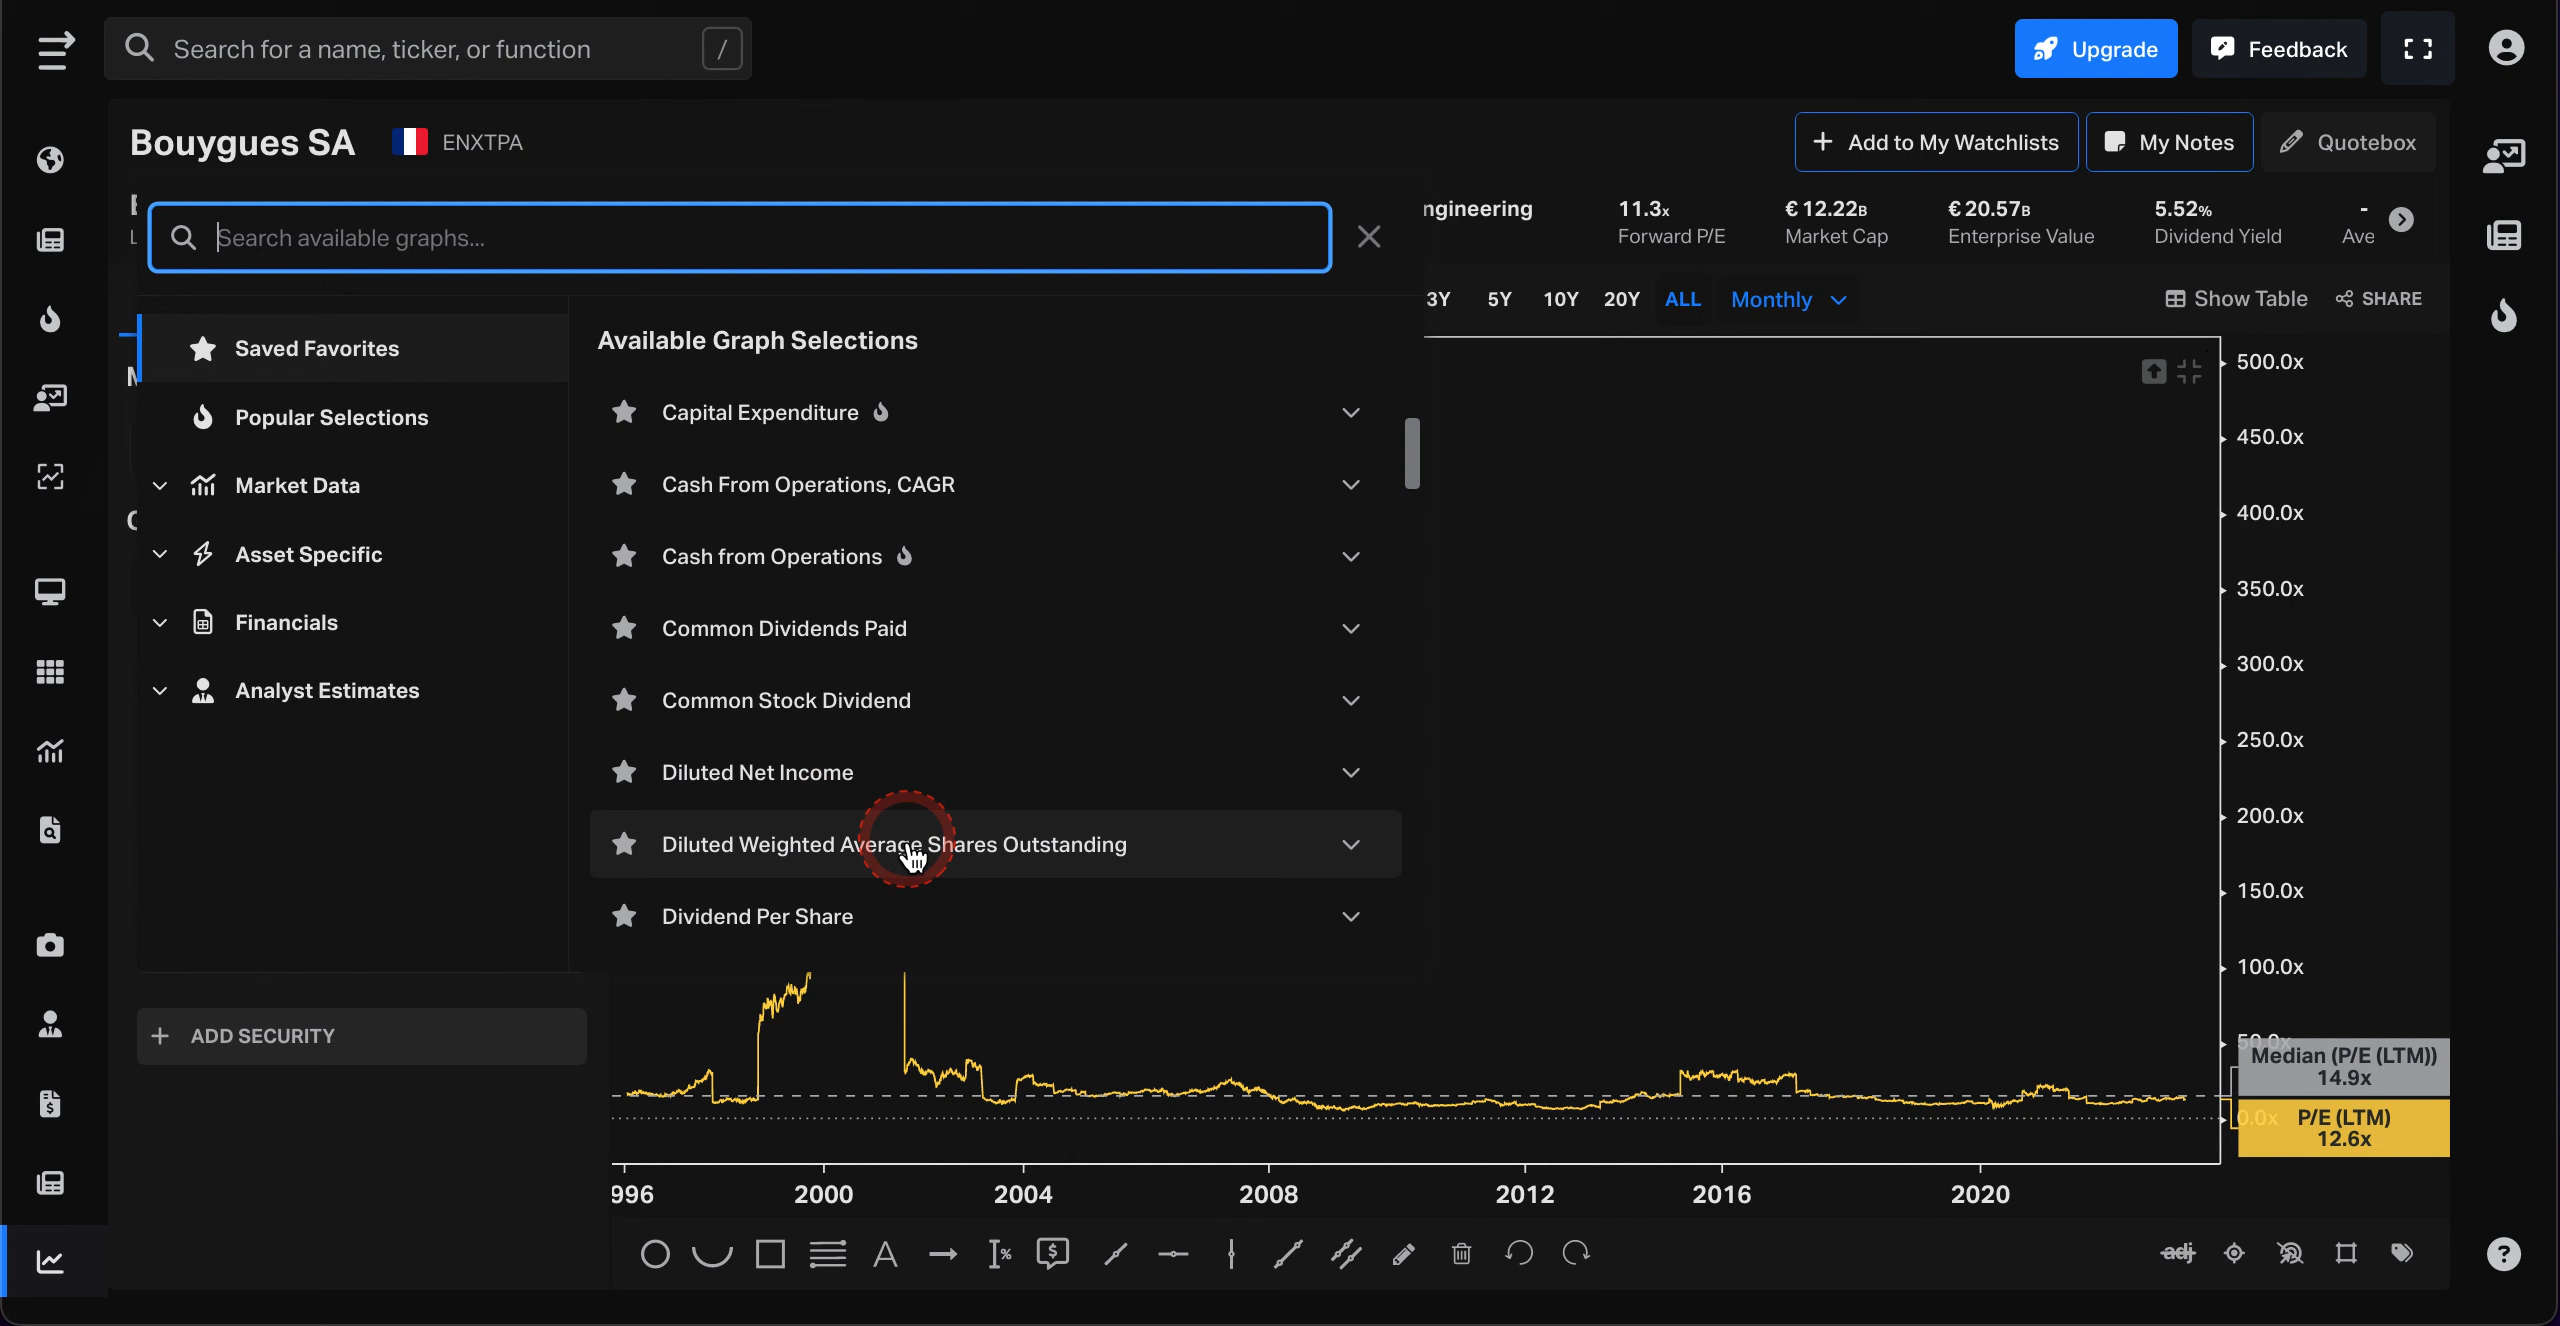 Search for a name, ticker, or function /
Upgrade
Feedback
Bouygues SA ENXTPA
Add to My Watchlists
My Notes
Quotebox
Search available graphs...
ngineering
11.3x
Forward P/E
€12.22B
Market Cap
€20.57B
Enterprise Value
5.52%
Dividend Yield
-
Ave
3Y 5Y 10Y 20Y ALL Monthly
Show Table
SHARE
Saved Favorites
Popular Selections
Market Data
Asset Specific
Financials
Analyst Estimates
Available Graph Selections
Capital Expenditure
Cash From Operations, CAGR
Cash from Operations
Common Dividends Paid
Common Stock Dividend
Diluted Net Income
Diluted Weighted Average Shares Outstanding
Dividend Per Share
+ ADD SECURITY
500.0x
450.0x
400.0x
350.0x
300.0x
250.0x
200.0x
150.0x
100.0x
50.0x
Median (P/E (LTM))
14.9x
0.0x
P/E (LTM)
12.6x
996 2000 2004 2008 2012 2016 2020
adj